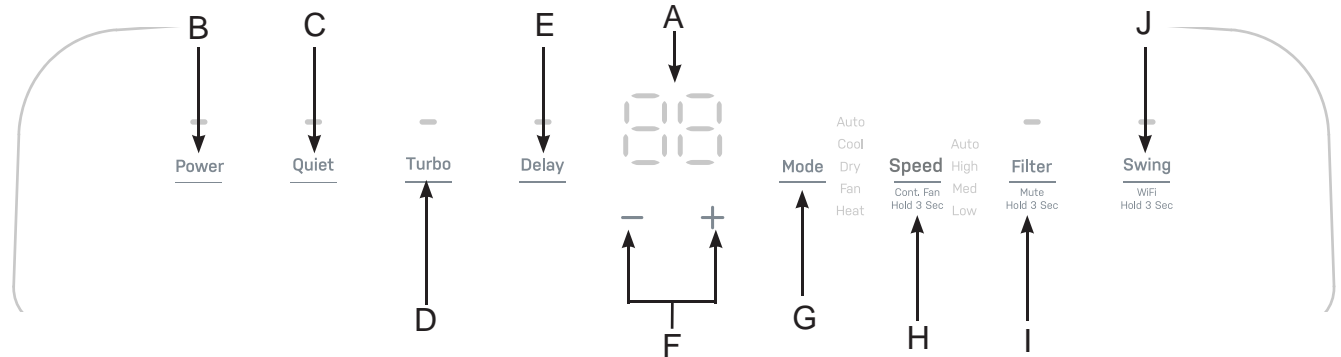 B
C
E
A
J
88
Power
Quiet
Turbo
Delay
Mode
Auto
Cool
Dry
Fan
Heat
Speed
Cont. Fan
Hold 3 Sec
Auto
High
Med
Low
Filter
Mute
Hold 3 Sec
Swing
WiFi
Hold 3 Sec
− +
D
F
G
H
I